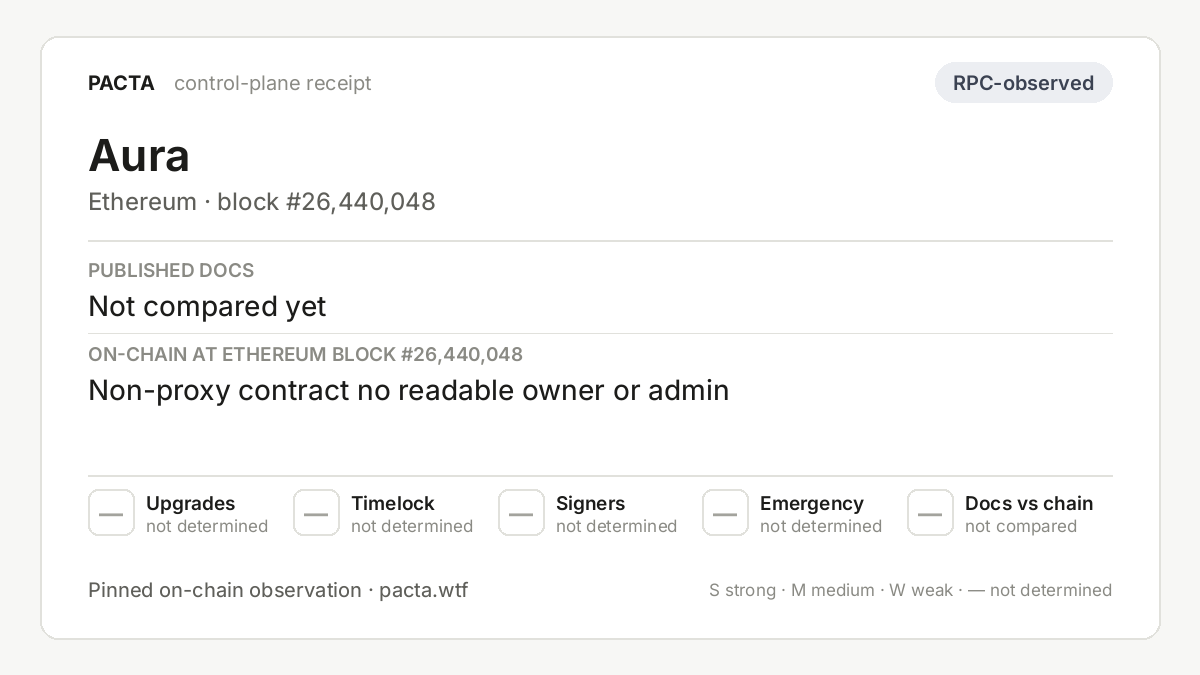 PACTA control-plane receipt
RPC-observed
Aura
Ethereum · block #26,440,048
PUBLISHED DOCS
Not compared yet
ON-CHAIN AT ETHEREUM BLOCK #26,440,048
Non-proxy contract no readable owner or admin
— Upgrades
not determined
— Timelock
not determined
— Signers
not determined
— Emergency
not determined
— Docs vs chain
not compared
Pinned on-chain observation · pacta.wtf
S strong · M medium · W weak · — not determined